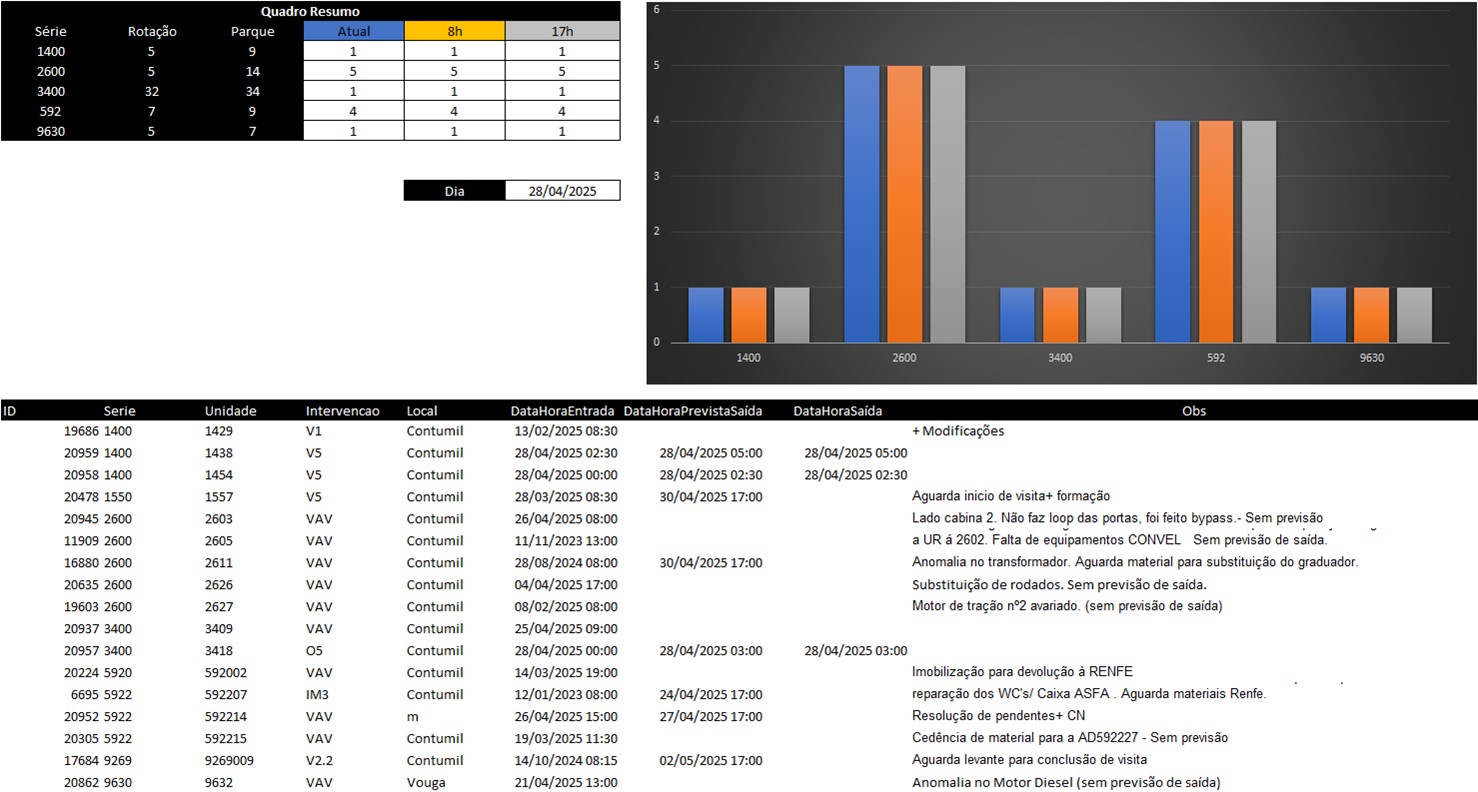 Quadro Resumo
Série Rotação Parque Atual 8h 17h
1400 5 9 1 1 1
2600 5 14 5 5 5
3400 32 34 1 1 1
592 7 9 4 4 4
9630 5 7 1 1 1
Dia 28/04/2025
6
5
4
3
2
1
0
1400 2600 3400 592 9630
ID Serie Unidade Intervencao Local DataHoraEntrada DataHoraPrevistaSaída DataHoraSaída Obs
19686 1400 1429 V1 Contumil 13/02/2025 08:30 + Modificações
20959 1400 1438 V5 Contumil 28/04/2025 02:30 28/04/2025 05:00 28/04/2025 05:00
20958 1400 1454 V5 Contumil 28/04/2025 00:00 28/04/2025 02:30 28/04/2025 02:30
20478 1550 1557 V5 Contumil 28/03/2025 08:30 30/04/2025 17:00 Aguarda inicio de visita+ formação
20945 2600 2603 VAV Contumil 26/04/2025 08:00 Lado cabina 2. Não faz loop das portas, foi feito bypass.- Sem previsão
11909 2600 2605 VAV Contumil 11/11/2023 13:00 a UR á 2602. Falta de equipamentos CONVEL Sem previsão de saída.
16880 2600 2611 VAV Contumil 28/08/2024 08:00 30/04/2025 17:00 Anomalia no transformador. Aguarda material para substituição do graduador.
20635 2600 2626 VAV Contumil 04/04/2025 17:00 Substituição de rodados. Sem previsão de saída.
19603 2600 2627 VAV Contumil 08/02/2025 08:00 Motor de tração nº2 avariado. (sem previsão de saída)
20937 3400 3409 VAV Contumil 25/04/2025 09:00
20957 3400 3418 O5 Contumil 28/04/2025 00:00 28/04/2025 03:00 28/04/2025 03:00
20224 5920 592002 VAV Contumil 14/03/2025 19:00 Imobilização para devolução à RENFE
6695 5922 592207 IM3 Contumil 12/01/2023 08:00 24/04/2025 17:00 reparação dos WC's/ Caixa ASFA . Aguarda materiais Renfe.
20952 5922 592214 VAV m 26/04/2025 15:00 27/04/2025 17:00 Resolução de pendentes+ CN
20305 5922 592215 VAV Contumil 19/03/2025 11:30 Cedência de material para a AD592227 - Sem previsão
17684 9269 9269009 V2.2 Contumil 14/10/2024 08:15 02/05/2025 17:00 Aguarda levante para conclusão de visita
20862 9630 9632 VAV Vouga 21/04/2025 13:00 Anomalia no Motor Diesel (sem previsão de saída)